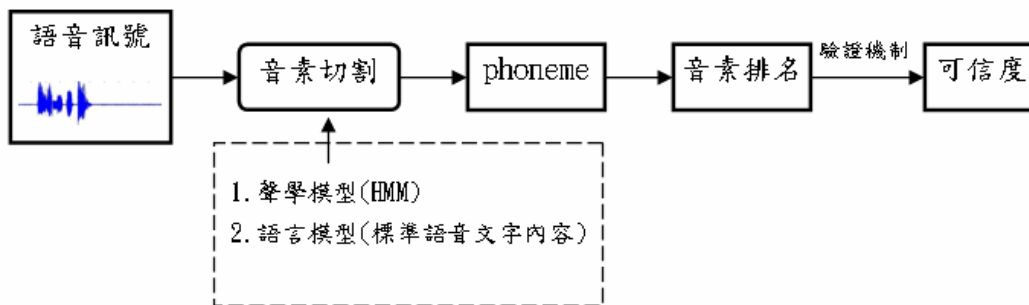 語音訊號
音素切割
phoneme
音素排名
驗證機制
可信度
1.聲學模型(HMM)
2.語言模型(標準語音文字內容)